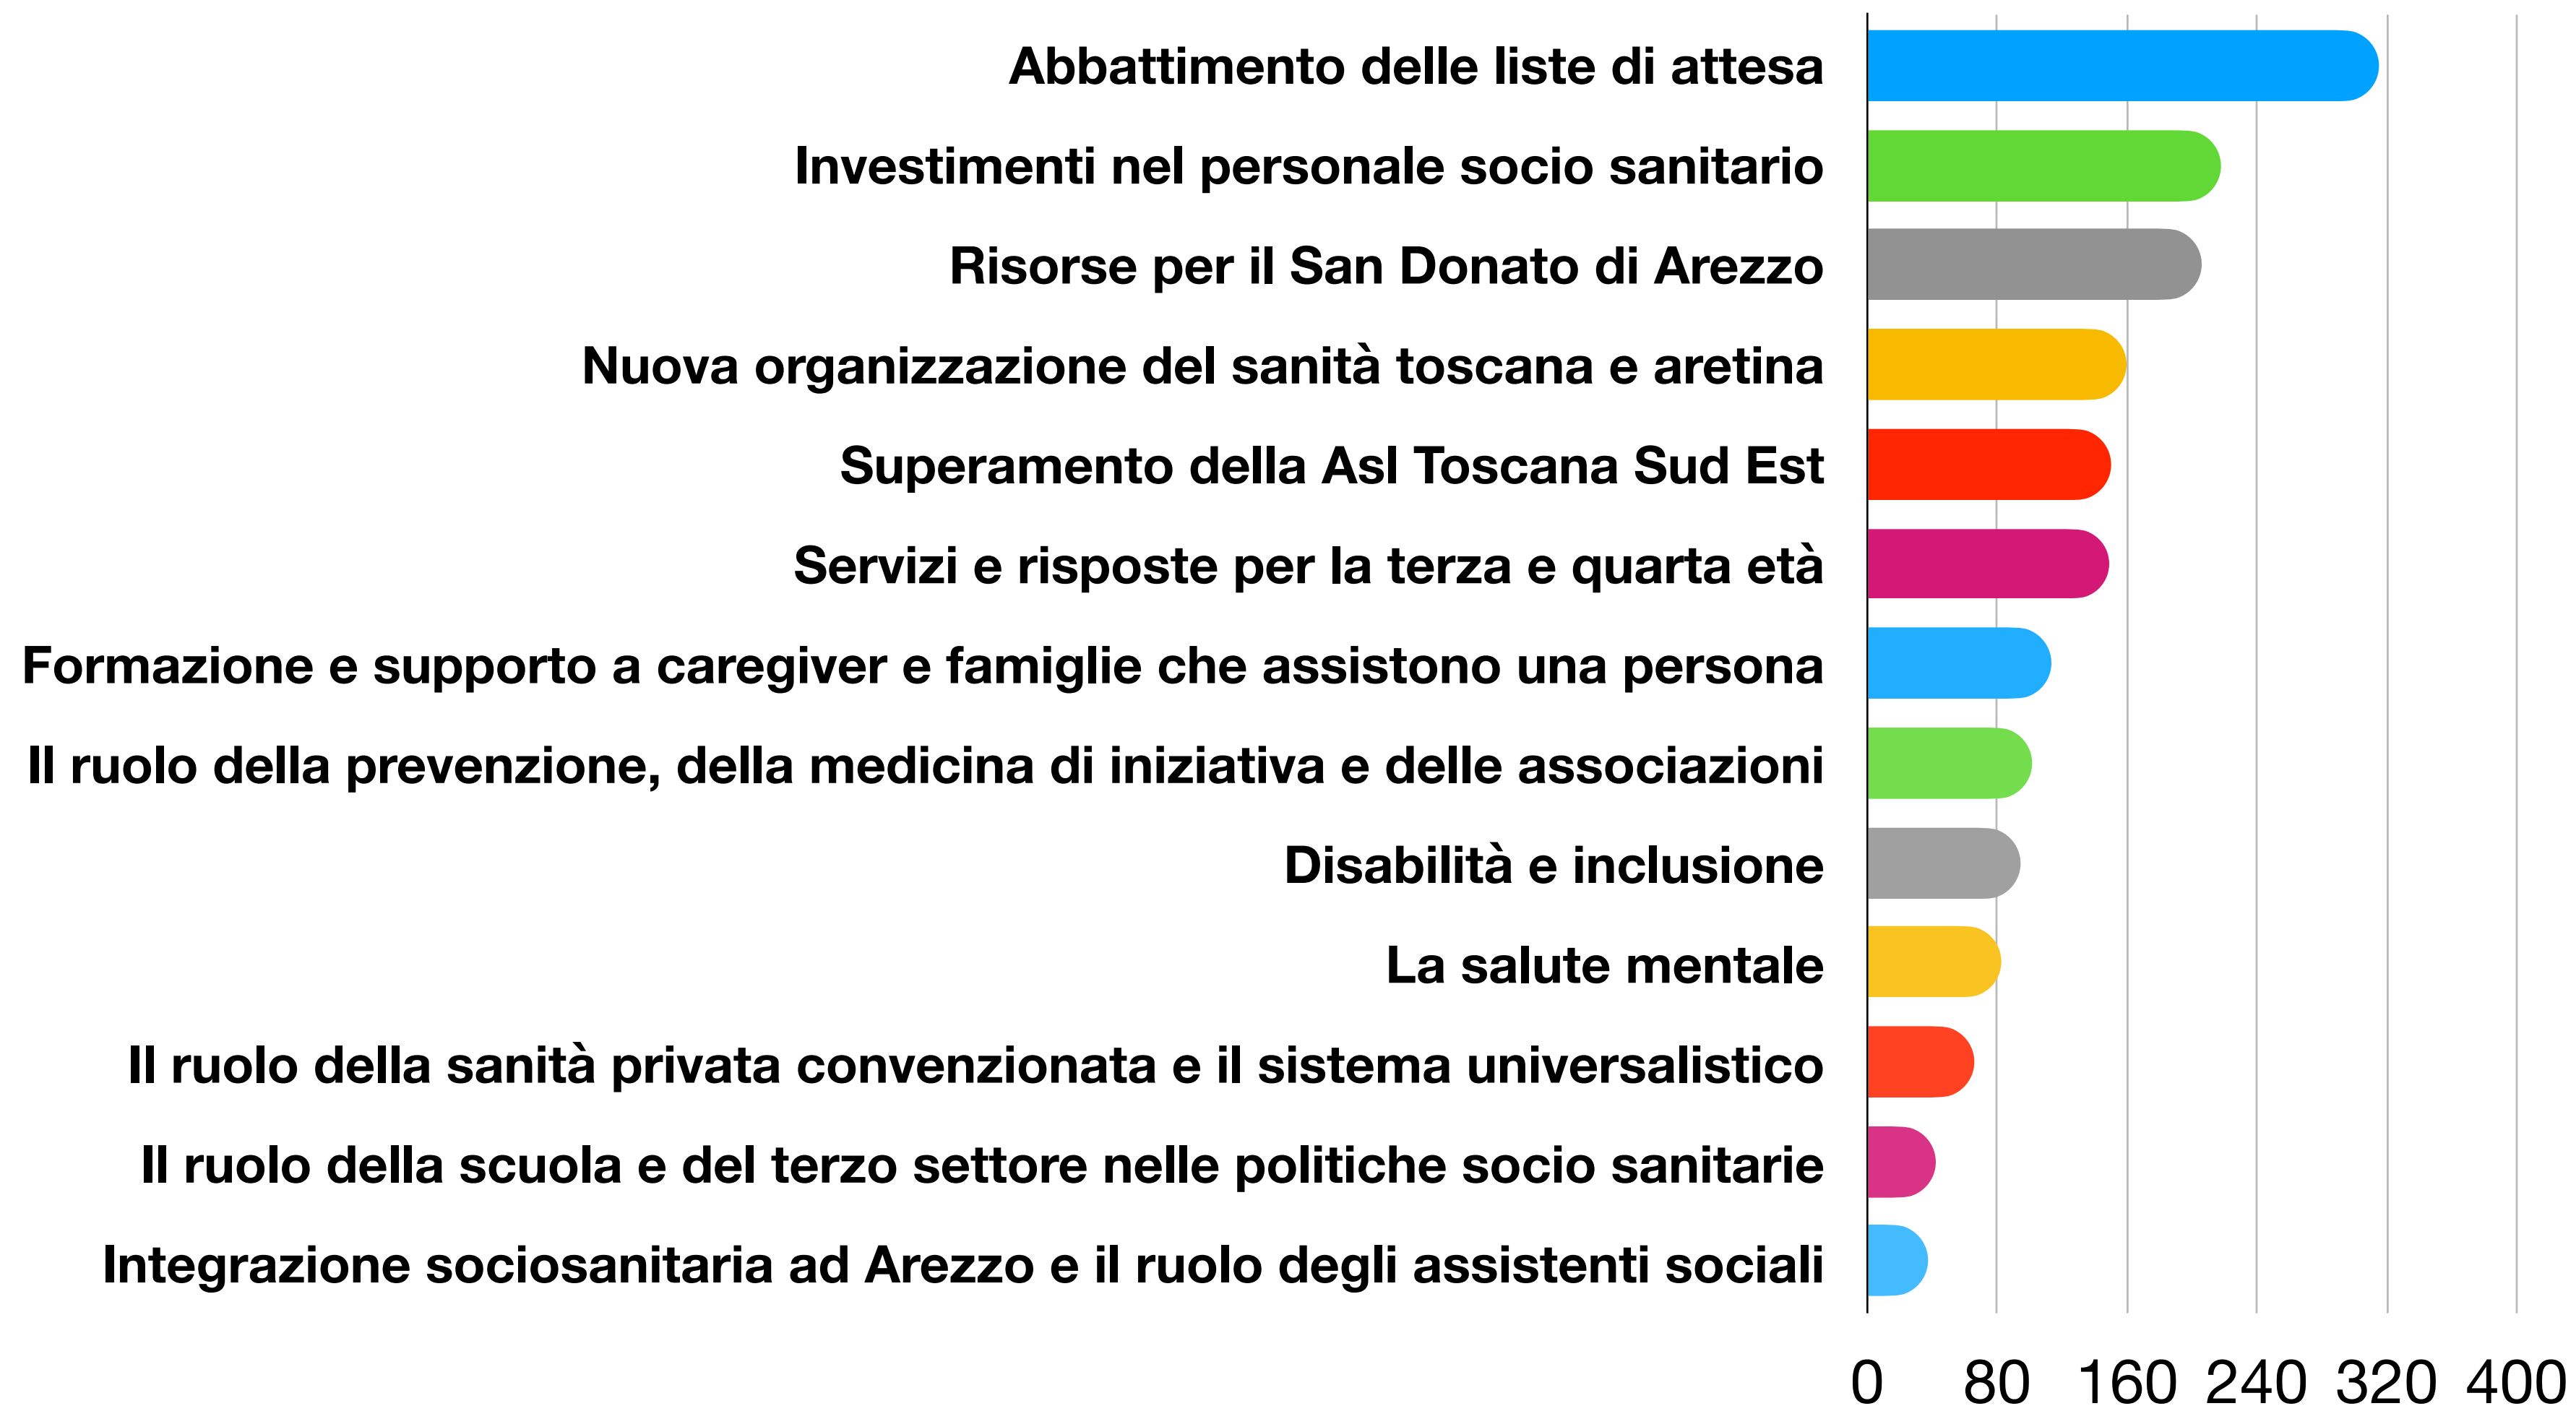 Abbattimento delle liste di attesa
Investimenti nel personale socio sanitario
Risorse per il San Donato di Arezzo
Nuova organizzazione del sanità toscana e aretina
Superamento della Asl Toscana Sud Est
Servizi e risposte per la terza e quarta età
Formazione e supporto a caregiver e famiglie che assistono una persona
Il ruolo della prevenzione, della medicina di iniziativa e delle associazioni
Disabilità e inclusione
La salute mentale
Il ruolo della sanità privata convenzionata e il sistema universalistico
Il ruolo della scuola e del terzo settore nelle politiche socio sanitarie
Integrazione sociosanitaria ad Arezzo e il ruolo degli assistenti sociali
0 80 160 240 320 400